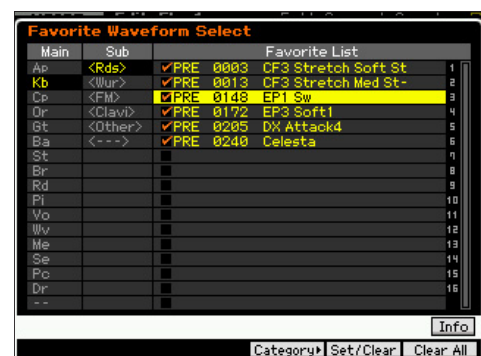 Favorite Waveform Select
Main Sub Favorite List
Ap <Rds> PRE 0003 CF3 Stretch Soft St 1
Kb <Wur> PRE 0013 CF3 Stretch Med St- 2
Cp <FM> PRE 0148 EP1 Sw 3
Or <Clavi> PRE 0172 EP3 Soft1 4
Gt <Other> PRE 0205 DX Attack4 5
Ba <---> PRE 0240 Celesta 6
St 7
Br 8
Rd 9
Pi 10
Vo 11
Wv 12
Me 13
Se 14
Pc 15
Dr 16
--
Info
Category Set/Clear Clear All